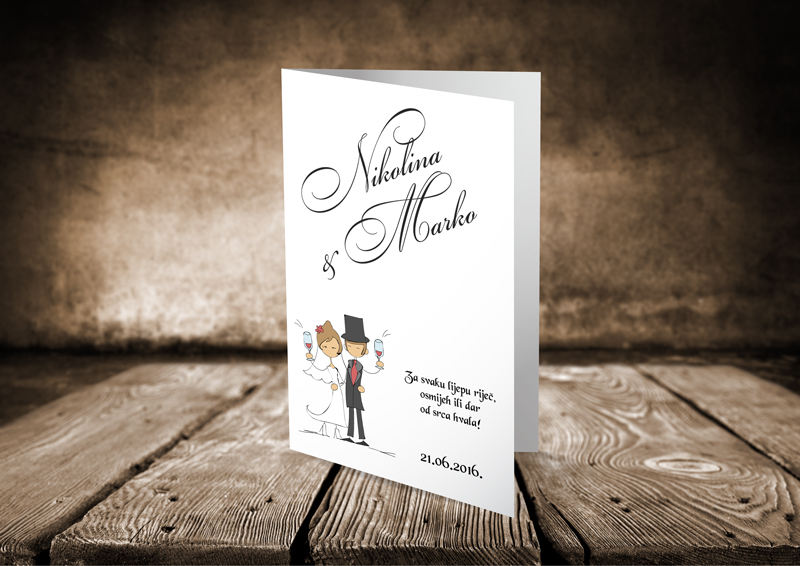 Nikolina
& Marko
Za svaku lijepu riječ,
osmijeh ili dar
od srca hvala!
21.06.2016.